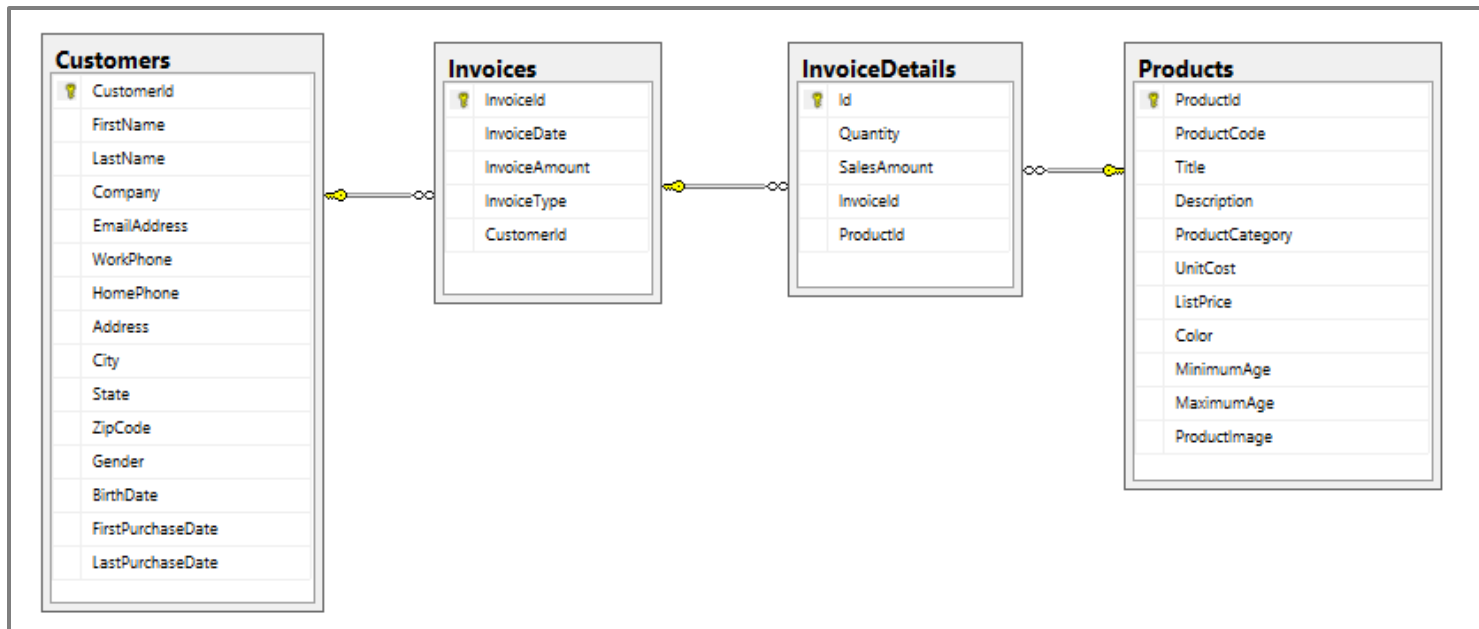 Customers
CustomerId
FirstName
LastName
Company
EmailAddress
WorkPhone
HomePhone
Address
City
State
ZipCode
Gender
BirthDate
FirstPurchaseDate
LastPurchaseDate
Invoices
InvoiceId
InvoiceDate
InvoiceAmount
InvoiceType
CustomerId
InvoiceDetails
Id
Quantity
SalesAmount
InvoiceId
ProductId
Products
ProductId
ProductCode
Title
Description
ProductCategory
UnitCost
ListPrice
Color
MinimumAge
MaximumAge
ProductImage